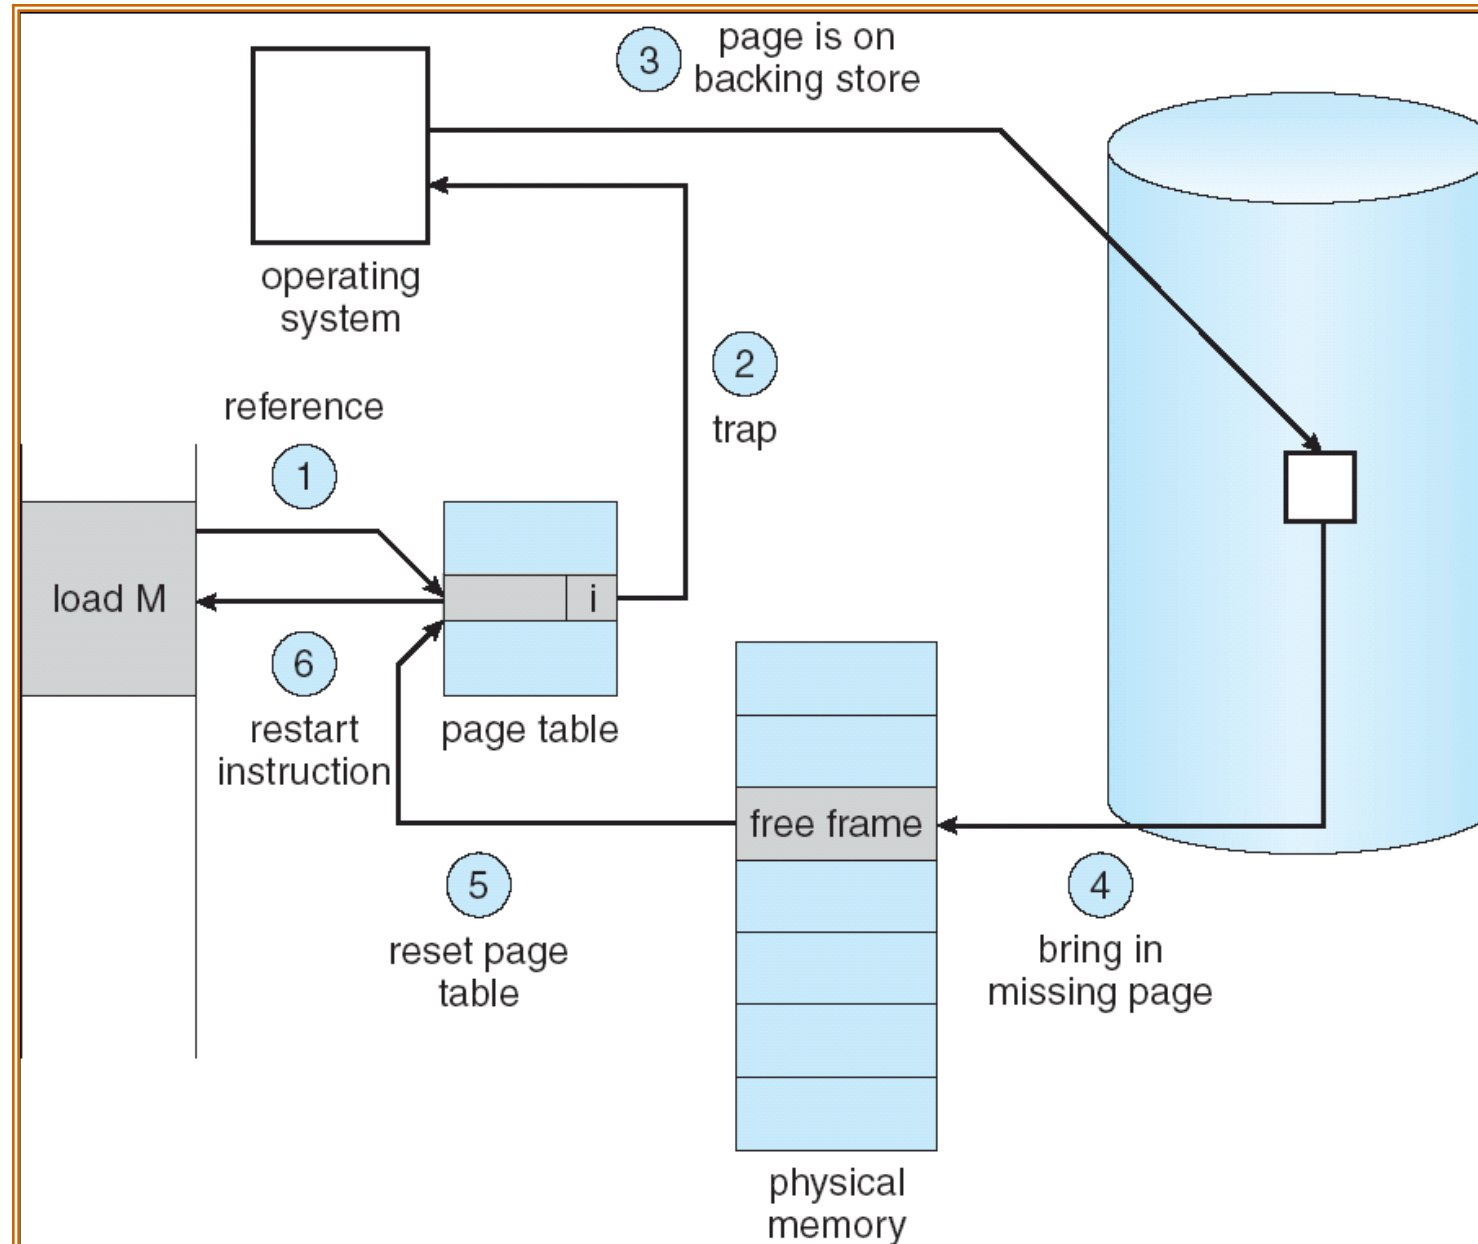 3
page is on
backing store
operating
system
2
trap
reference
1
load M
i
6
restart
instruction
page table
free frame
5
reset page
table
4
bring in
missing page
physical
memory